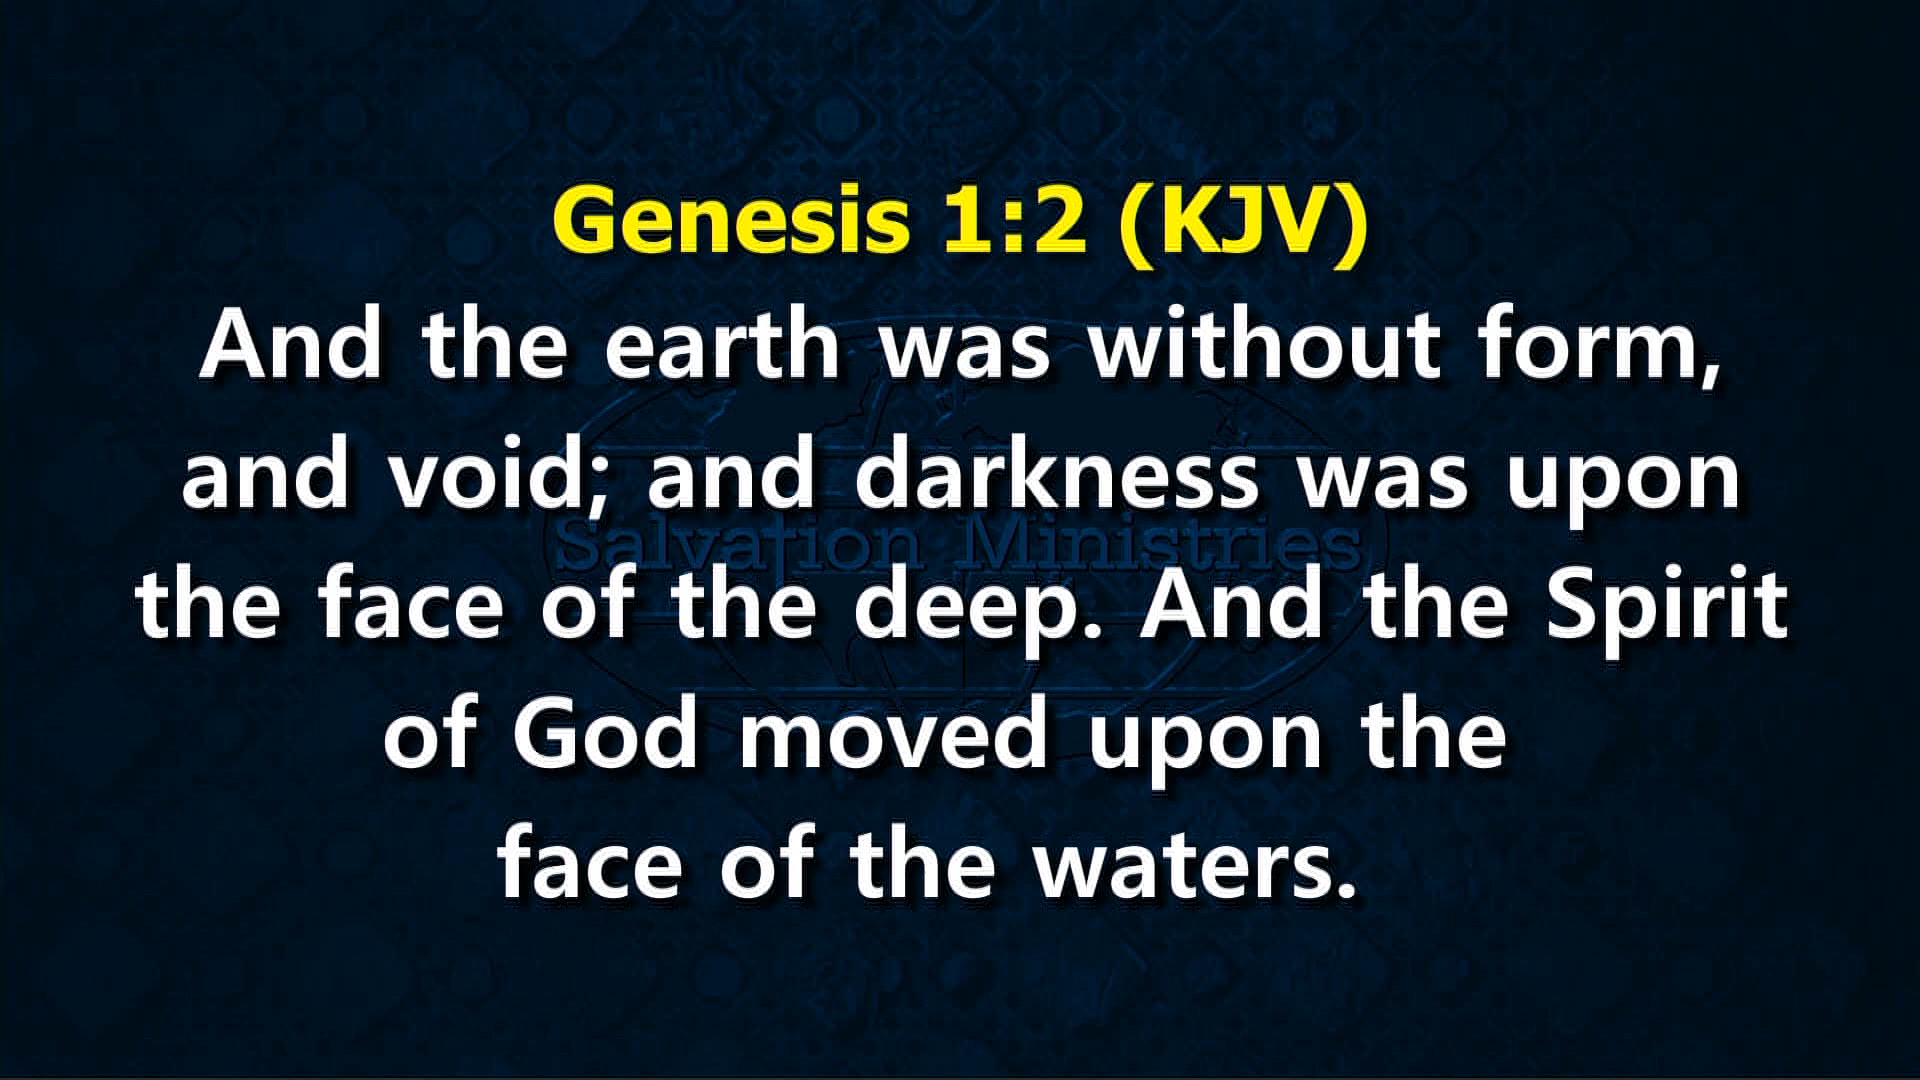 Genesis 1:2 (KJV)
And the earth was without form,
and void; and darkness was upon
Salvation Ministries
the face of the deep. And the Spirit
of God moved upon the
face of the waters.